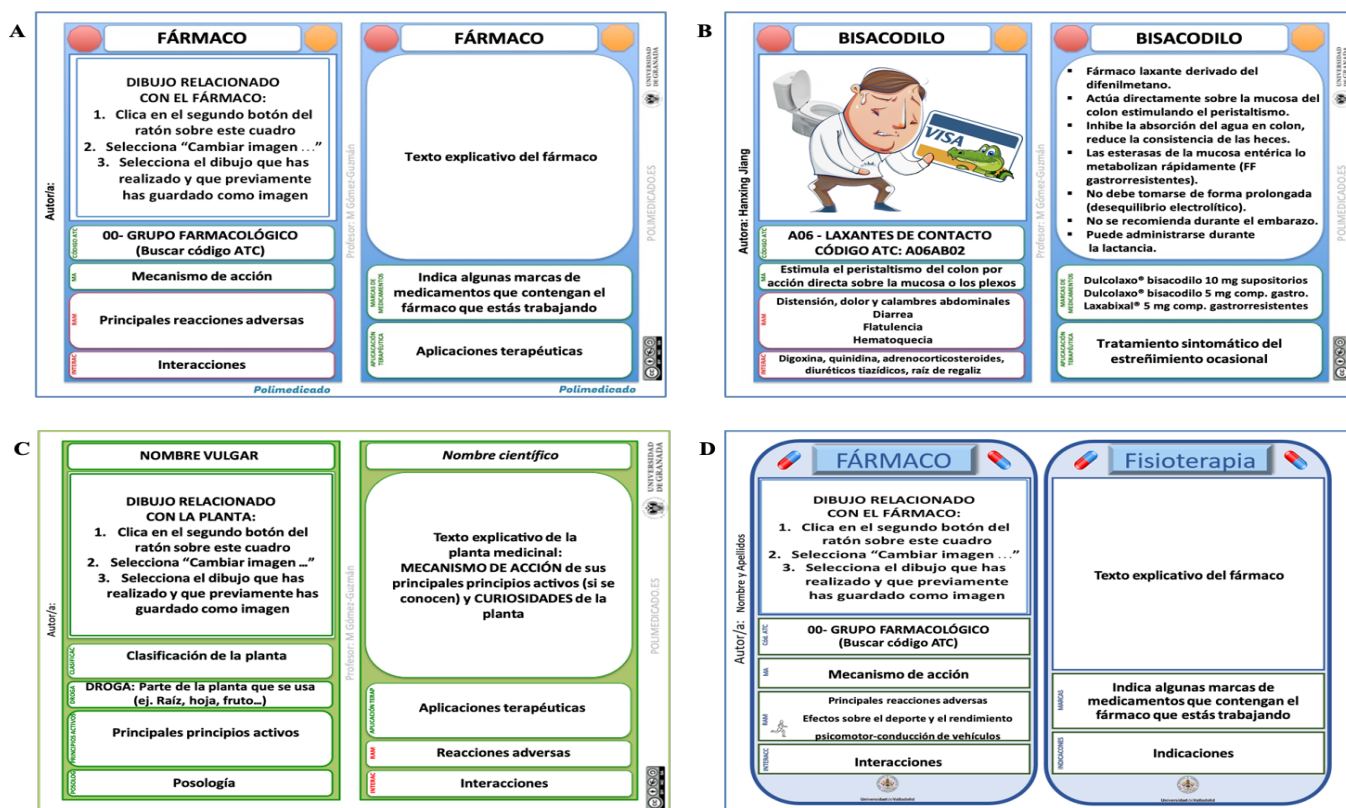 A
FÁRMACO
DIBUJO RELACIONADO
CON EL FÁRMACO:
1. Clica en el segundo botón del
ratón sobre este cuadro
2. Selecciona “Cambiar imagen …”
3. Selecciona el dibujo que has
realizado y que previamente
has guardado como imagen
Autor/a:
CÓDIGO ATC
00- GRUPO FARMACOLÓGICO
(Buscar código ATC)
MA
Mecanismo de acción
RAM
Principales reacciones adversas
INTERAC
Interacciones
Polimedicado
Profesor: M Gómez-Guzmán
FÁRMACO
Texto explicativo del fármaco
MARCAS DE
MEDICAMENTOS
Indica algunas marcas de
medicamentos que contengan el
fármaco que estás trabajando
APLICACACIÓN
TERAPÉUTICA
Aplicaciones terapéuticas
Polimedicado
UNIVERSIDAD
DE GRANADA
POLIMEDICADO.ES
B
BISACODILO
VISA
Autora: Hanxing Jiang
CÓDIGO ATC
A06 - LAXANTES DE CONTACTO
CÓDIGO ATC: A06AB02
MA
Estimula el peristaltismo del colon por
acción directa sobre la mucosa o los plexos
RAM
Distensión, dolor y calambres abdominales
Diarrea
Flatulencia
Hematoquecia
INTERAC
Digoxina, quinidina, adrenocorticosteroides,
diuréticos tiazídicos, raíz de regaliz
Profesor: M Gómez-Guzmán
BISACODILO
▪ Fármaco laxante derivado del
difenilmetano.
▪ Actúa directamente sobre la mucosa del
colon estimulando el peristaltismo.
▪ Inhibe la absorción del agua en colon,
reduce la consistencia de las heces.
▪ Las esterasas de la mucosa entérica lo
metabolizan rápidamente (FF
gastrorresistentes).
▪ No debe tomarse de forma prolongada
(desequilibrio electrolítico).
▪ No se recomienda durante el embarazo.
▪ Puede administrarse durante
la lactancia.
MARCAS DE
MEDICAMENTOS
Dulcolaxo® bisacodilo 10 mg supositorios
Dulcolaxo® bisacodilo 5 mg comp. gastro.
Laxabixal® 5 mg comp. gastrorresistentes
APLICACACIÓN
TERAPÉUTICA
Tratamiento sintomático del
estreñimiento ocasional
UNIVERSIDAD
DE GRANADA
POLIMEDICADO.ES
C
NOMBRE VULGAR
DIBUJO RELACIONADO
CON LA PLANTA:
1. Clica en el segundo botón del
ratón sobre este cuadro
2. Selecciona “Cambiar imagen …”
3. Selecciona el dibujo que has
realizado y que previamente has
guardado como imagen
Autor/a:
CLASIFICAC
Clasificación de la planta
DROGA
DROGA: Parte de la planta que se usa
(ej. Raíz, hoja, fruto…)
PRINCIPIOS ACTIVOS
Principales principios activos
POSOLOG
Posología
Profesor: M Gómez-Guzmán
Nombre científico
Texto explicativo de la
planta medicinal:
MECANISMO DE ACCIÓN de sus
principales principios activos (si se
conocen) y CURIOSIDADES de la
planta
APLICACIÓN TERAP
Aplicaciones terapéuticas
RAM
Reacciones adversas
INTERAC
Interacciones
UNIVERSIDAD
DE GRANADA
POLIMEDICADO.ES
D
FÁRMACO
DIBUJO RELACIONADO
CON EL FÁRMACO:
1. Clica en el segundo botón del
ratón sobre este cuadro
2. Selecciona “Cambiar imagen …”
3. Selecciona el dibujo que has
realizado y que previamente
has guardado como imagen
Autor/a: Nombre y Apellidos
Cód. ATC
00- GRUPO FARMACOLÓGICO
(Buscar código ATC)
MA
Mecanismo de acción
RAM
Principales reacciones adversas
Efectos sobre el deporte y el rendimiento
psicomotor-conducción de vehículos
INTERACC
Interacciones
Universidad de Valladolid
Fisioterapia
Texto explicativo del fármaco
MARCAS
Indica algunas marcas de
medicamentos que contengan el
fármaco que estás trabajando
INDICACIONES
Indicaciones
Universidad de Valladolid